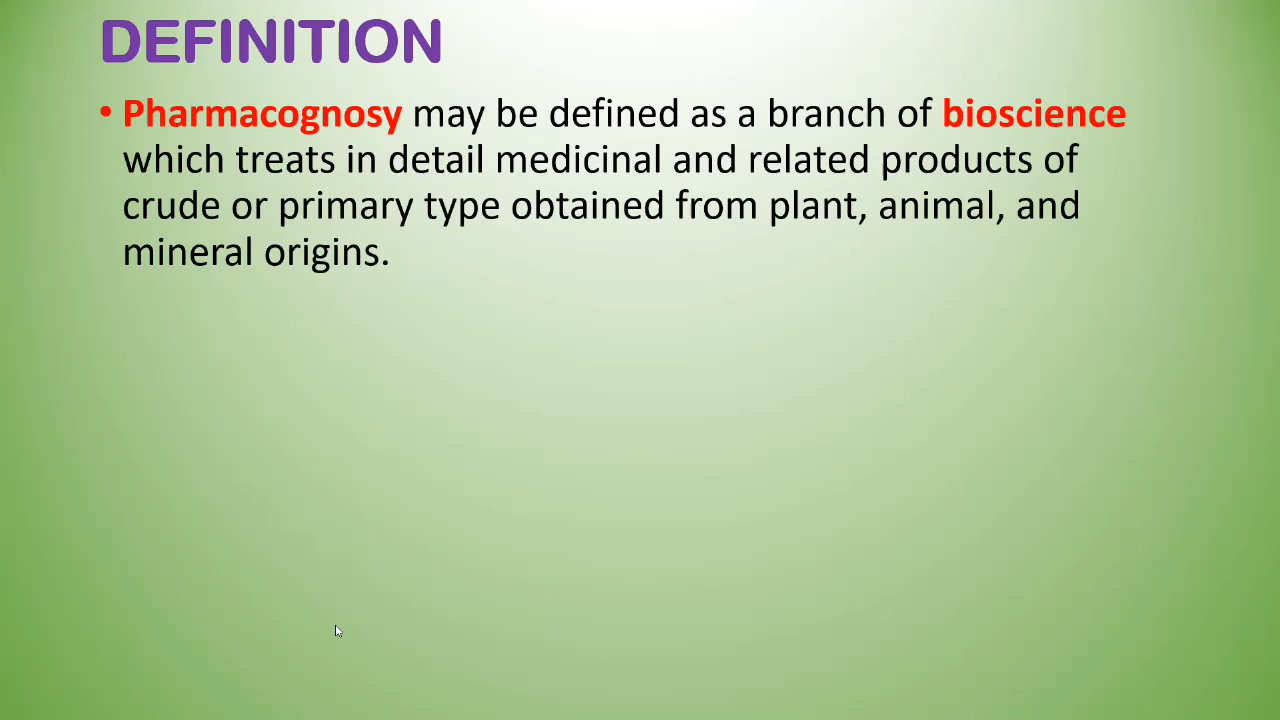 DEFINITION
• Pharmacognosy may be defined as a branch of bioscience
which treats in detail medicinal and related products of
crude or primary type obtained from plant, animal, and
mineral origins.